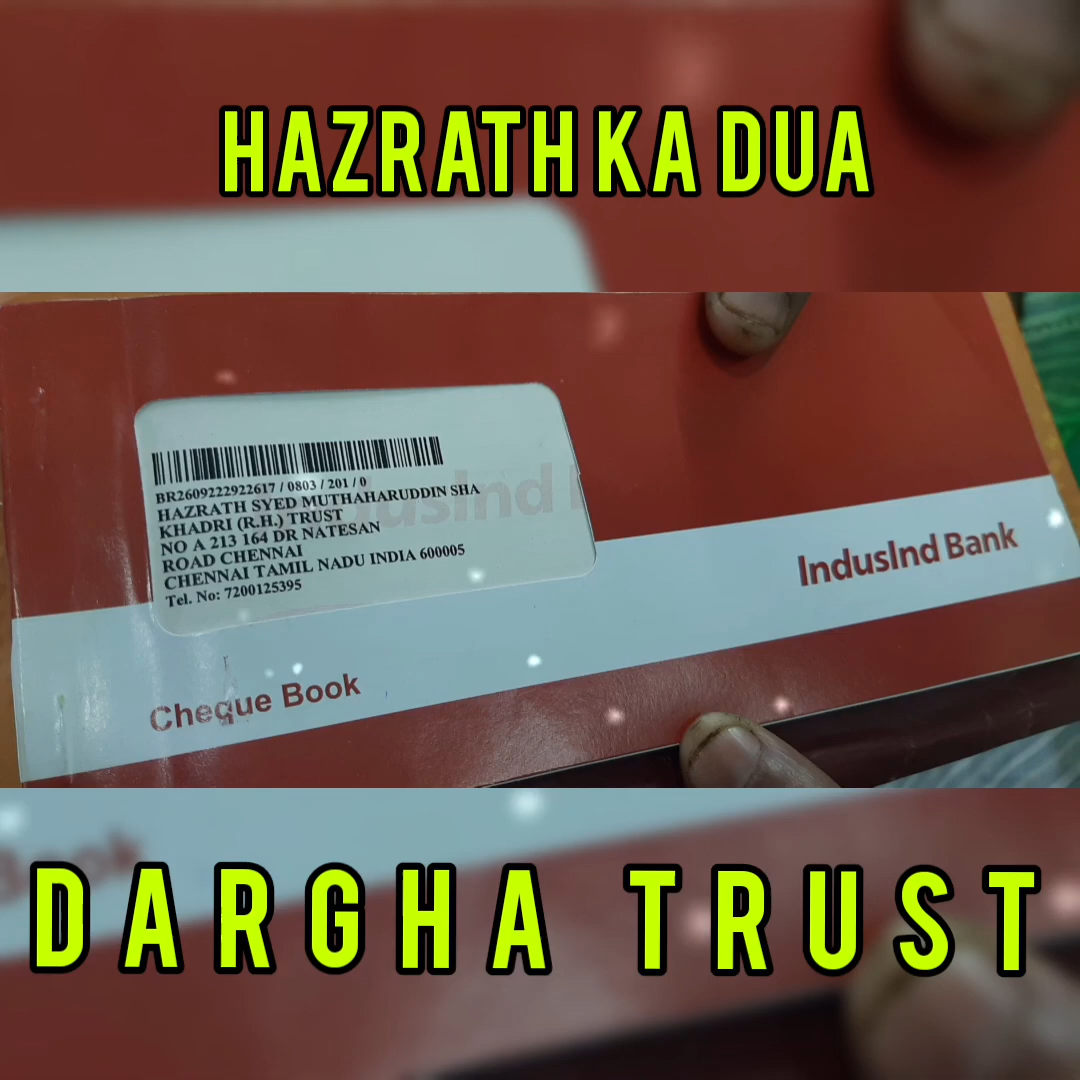 HAZRATH KA DUA
BR2609222922617 / 0803 / 201 / 0
HAZRATH SYED MUTHAHARUDDIN SHA
KHADRI (R.H.) TRUST
NO A 213 164 DR NATESAN
ROAD CHENNAI
CHENNAI TAMIL NADU INDIA 600005
Tel. No: 7200125395
IndusInd Bank
Cheque Book
DARGHA TRUST